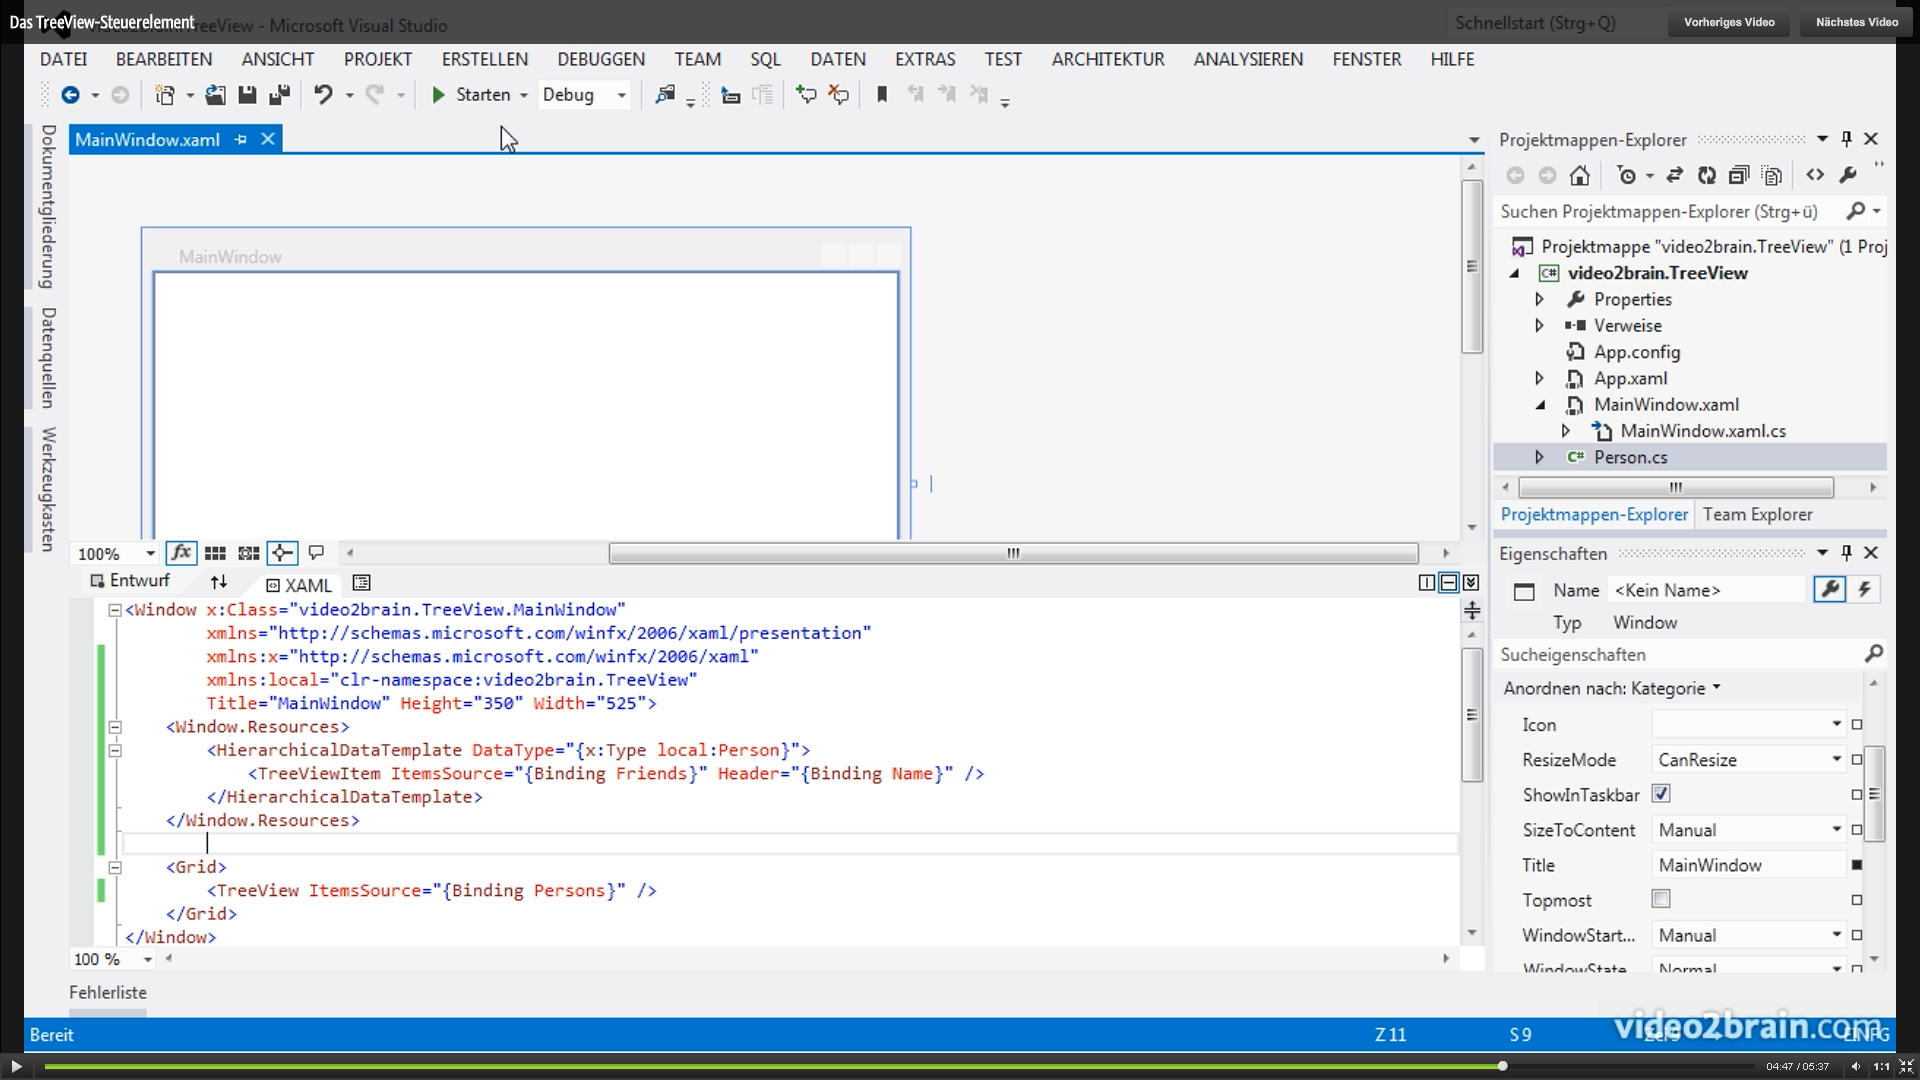 Das TreeView-Steuerelement
TreeView - Microsoft Visual Studio
Schnellstart (Strg+Q)
Vorheriges Video
Nächstes Video
DATEI BEARBEITEN ANSICHT PROJEKT ERSTELLEN DEBUGGEN TEAM SQL DATEN EXTRAS TEST ARCHITEKTUR ANALYSIEREN FENSTER HILFE
Starten Debug
Dokumentgliederung
Datenquellen
Werkzeugkasten
MainWindow.xaml
MainWindow
100%
Entwurf
XAML
<Window x:Class="video2brain.TreeView.MainWindow"
xmlns="http://schemas.microsoft.com/winfx/2006/xaml/presentation"
xmlns:x="http://schemas.microsoft.com/winfx/2006/xaml"
xmlns:local="clr-namespace:video2brain.TreeView"
Title="MainWindow" Height="350" Width="525">
<Window.Resources>
<HierarchicalDataTemplate DataType="{x:Type local:Person}">
<TreeViewItem ItemsSource="{Binding Friends}" Header="{Binding Name}" />
</HierarchicalDataTemplate>
</Window.Resources>
<Grid>
<TreeView ItemsSource="{Binding Persons}" />
</Grid>
</Window>
100 %
Fehlerliste
Projektmappen-Explorer
Suchen Projektmappen-Explorer (Strg+ü)
Projektmappe "video2brain.TreeView" (1 Proj
C# video2brain.TreeView
Properties
Verweise
App.config
App.xaml
MainWindow.xaml
MainWindow.xaml.cs
C# Person.cs
Projektmappen-Explorer Team Explorer
Eigenschaften
Name <Kein Name>
Typ Window
Sucheigenschaften
Anordnen nach: Kategorie
Icon
ResizeMode CanResize
ShowInTaskbar
SizeToContent Manual
Title MainWindow
Topmost
WindowStart... Manual
WindowState Normal
Bereit
Z 11
S 9
EINFG
video2brain.com
04:47 / 05:37
1:1